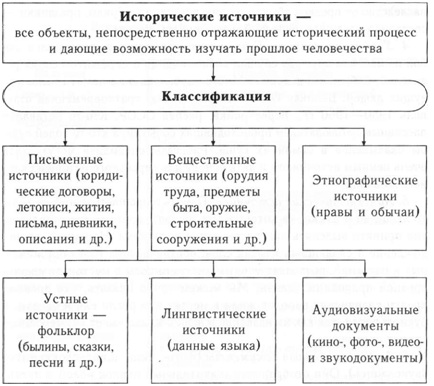 Исторические источники —
все объекты, непосредственно отражающие исторический процесс
и дающие возможность изучать прошлое человечества
Классификация
Письменные
источники (юриди-
ческие договоры,
летописи, жития,
письма, дневники,
описания и др.)
Вещественные
источники (орудия
труда, предметы
быта, оружие,
строительные
сооружения и др.)
Этнографические
источники
(нравы и обычаи)
Устные
источники —
фольклор
(былины, сказки,
песни и др.)
Лингвистические
источники
(данные языка)
Аудиовизуальные
документы
(кино-, фото-, видео-
и звукодокументы)